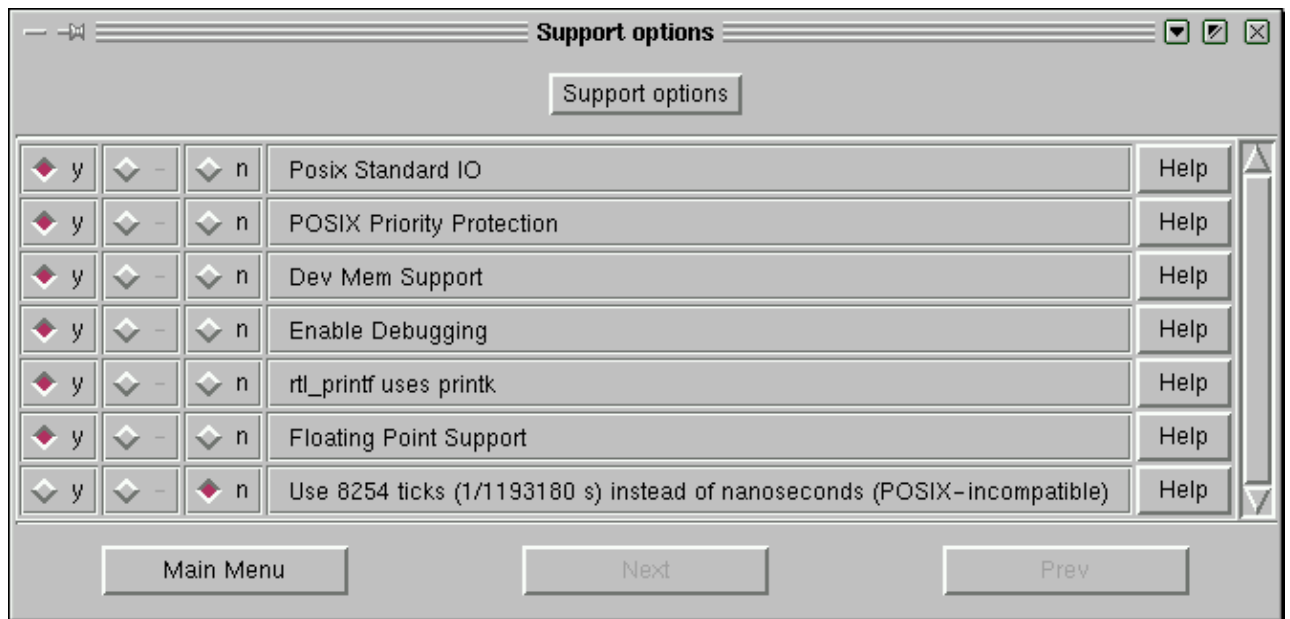 Support options
Support options
y - n Posix Standard IO Help
y - n POSIX Priority Protection Help
y - n Dev Mem Support Help
y - n Enable Debugging Help
y - n rtl_printf uses printk Help
y - n Floating Point Support Help
y - n Use 8254 ticks (1/1193180 s) instead of nanoseconds (POSIX-incompatible) Help
Main Menu Next Prev